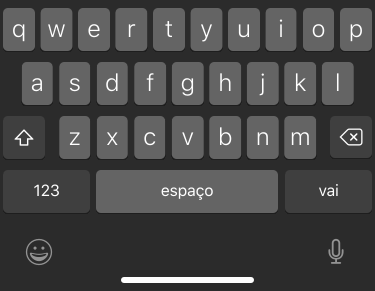 q w e r t y u i o p
a s d f g h j k l
z x c v b n m
123 espaço vai